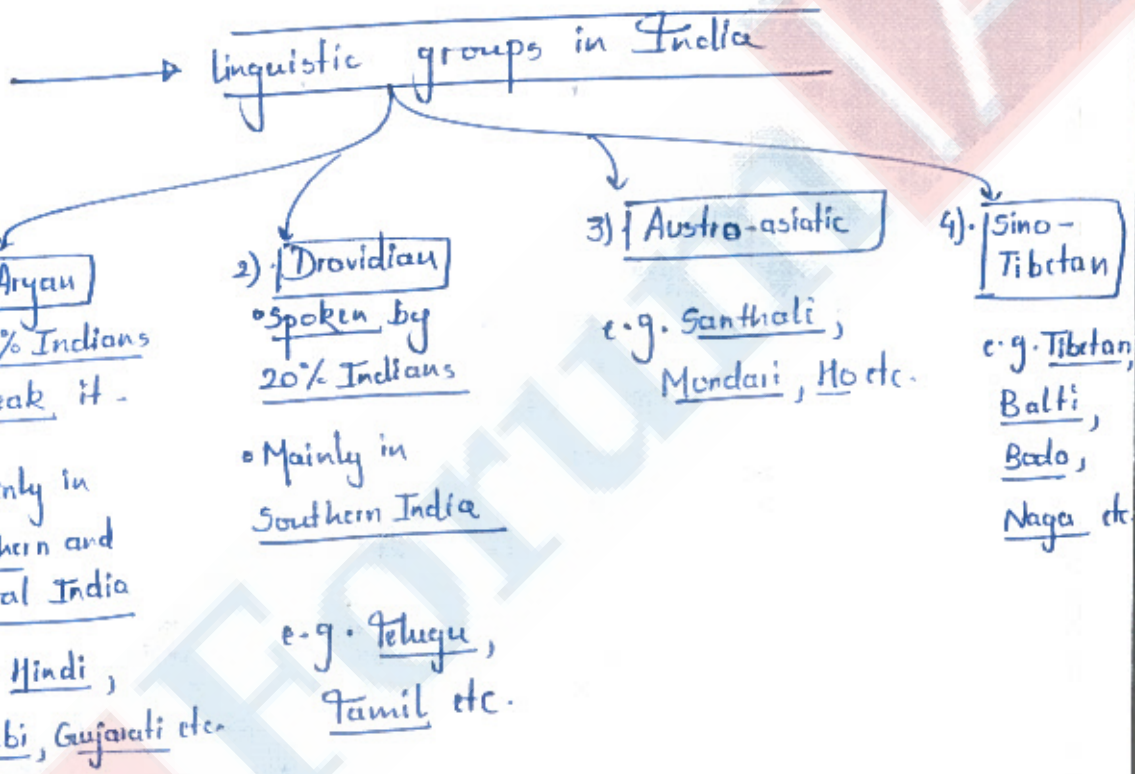 linguistic groups in India
Aryan
% Indians
eak it.
nly in
hern and
al India
Hindi,
bi, Gujarati etc.
2). Drovidian
• Spoken by
20% Indians
• Mainly in
Southern India
e.g. Telugu,
Tamil etc.
3) Austro-asiatic
e.g. Santhali,
Mundari, Ho etc.
4). Sino-
Tibetan
e.g. Tibetan,
Balti,
Bodo,
Naga etc.
Forum